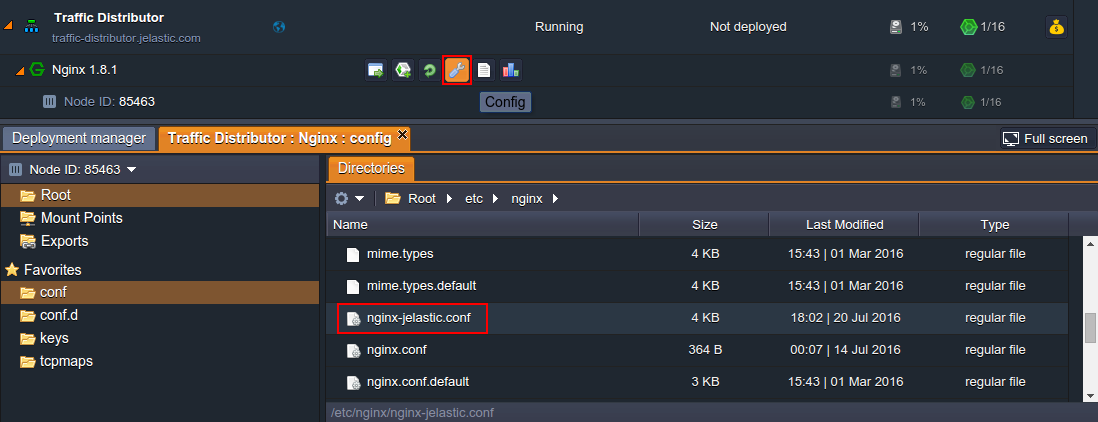 Traffic Distributor Running Not deployed 1% 1/16
traffic-distributor.jelastic.com
Nginx 1.8.1 1% 1/16
Node ID: 85463 Config 1% 1/16
Deployment manager Traffic Distributor : Nginx : config Full screen
Node ID: 85463 Directories
Root Root etc nginx
Mount Points Name Size Last Modified Type
Exports mime.types 4 KB 15:43 | 01 Mar 2016 regular file
Favorites mime.types.default 4 KB 15:43 | 01 Mar 2016 regular file
conf nginx-jelastic.conf 4 KB 18:02 | 20 Jul 2016 regular file
conf.d
keys nginx.conf 364 B 00:07 | 14 Jul 2016 regular file
tcpmaps nginx.conf.default 3 KB 15:43 | 01 Mar 2016 regular file
/etc/nginx/nginx-jelastic.conf